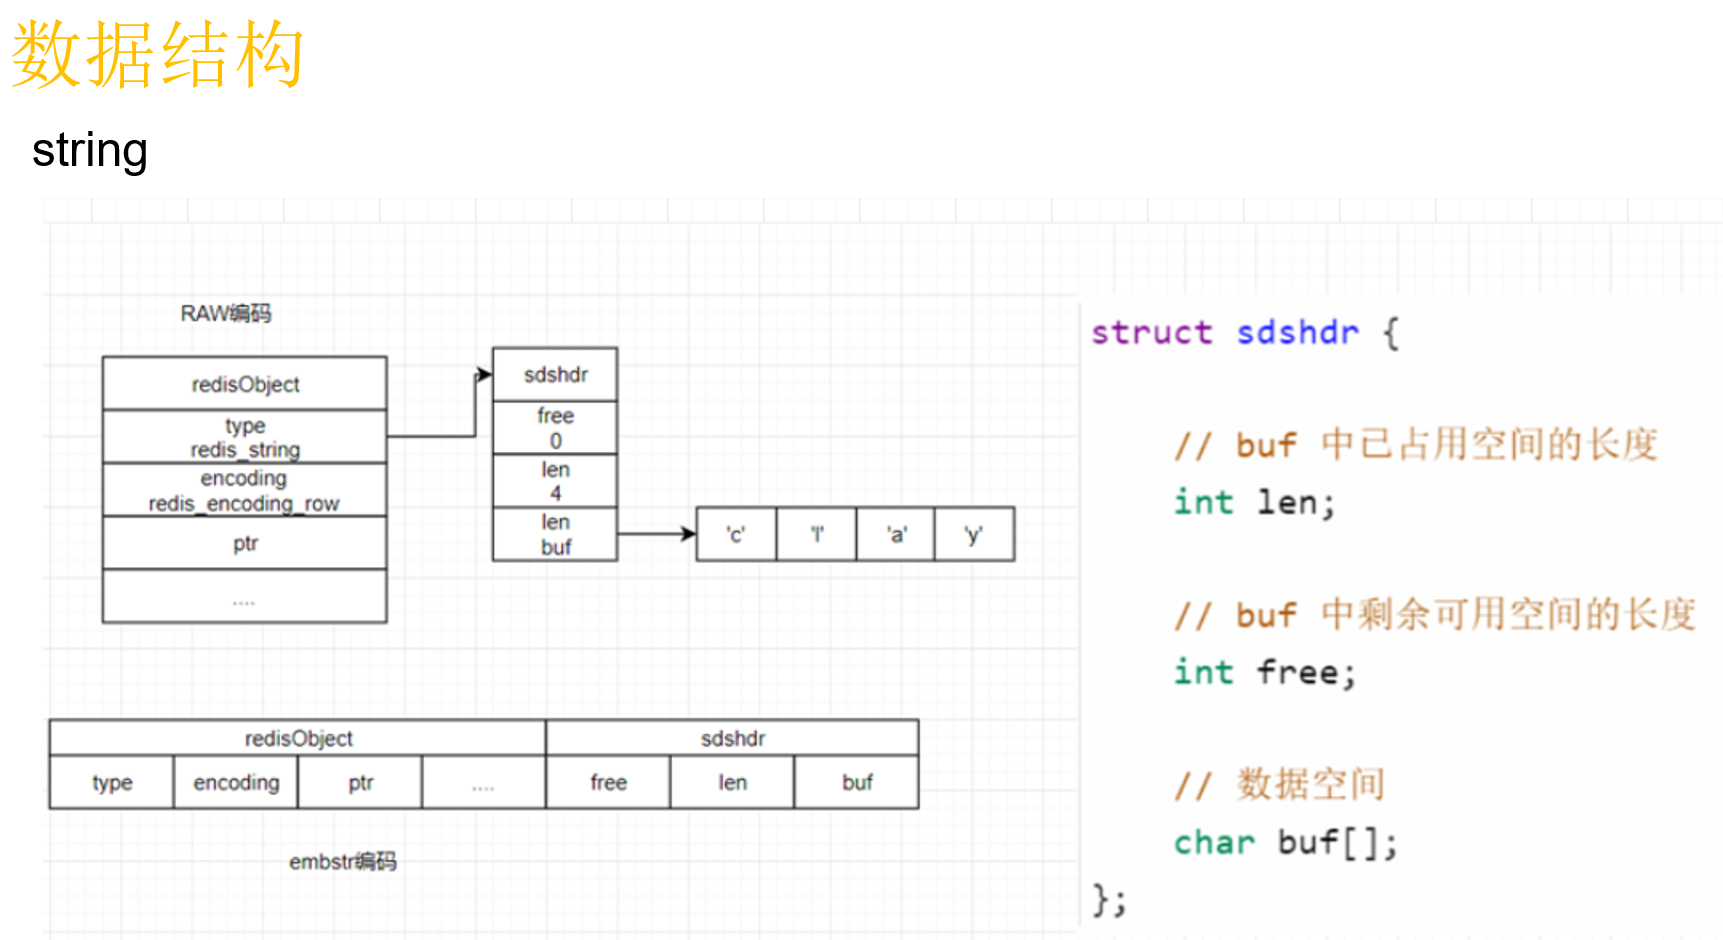 数据结构
string
RAW编码
redisObject
type
redis_string
encoding
redis_encoding_row
ptr
....
sdshdr
free
0
len
4
len
buf
'c' 'l' 'a' 'y'
redisObject sdshdr
type encoding ptr .... free len buf
embstr编码
struct sdshdr {
// buf 中已占用空间的长度
int len;
// buf 中剩余可用空间的长度
int free;
// 数据空间
char buf[];
};